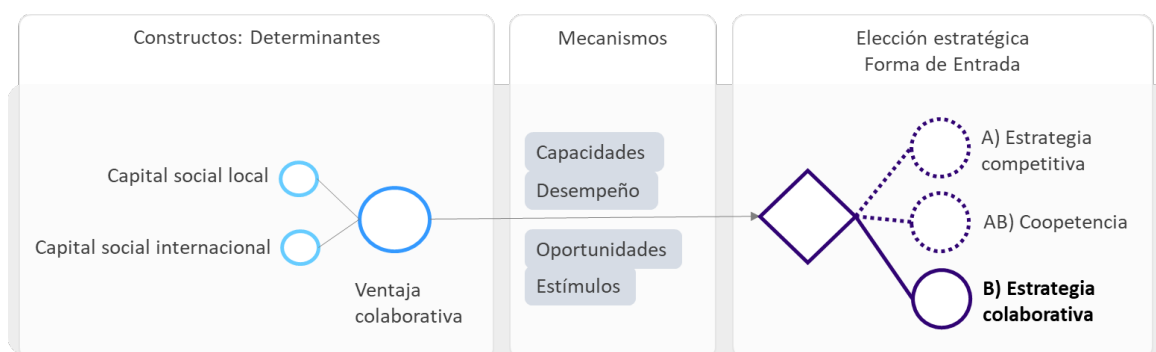 Constructos: Determinantes
Mecanismos
Elección estratégica
Forma de Entrada
Capital social local
Capital social internacional
Ventaja
colaborativa
Capacidades
Desempeño
Oportunidades
Estímulos
A) Estrategia
competitiva
AB) Coopetencia
B) Estrategia
colaborativa